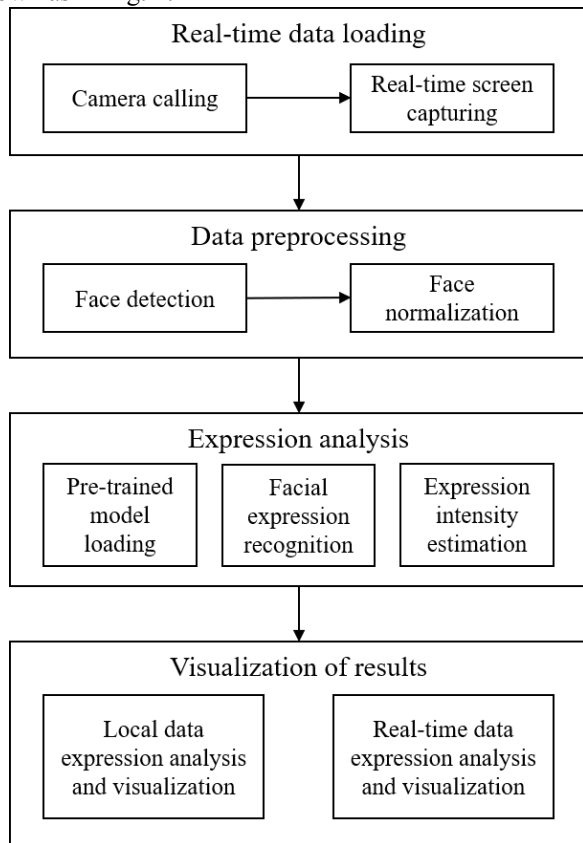 Real-time data loading
Camera calling
Real-time screen
capturing
Data preprocessing
Face detection
Face
normalization
Expression analysis
Pre-trained
model
loading
Facial
expression
recognition
Expression
intensity
estimation
Visualization of results
Local data
expression analysis
and visualization
Real-time data
expression analysis
and visualization